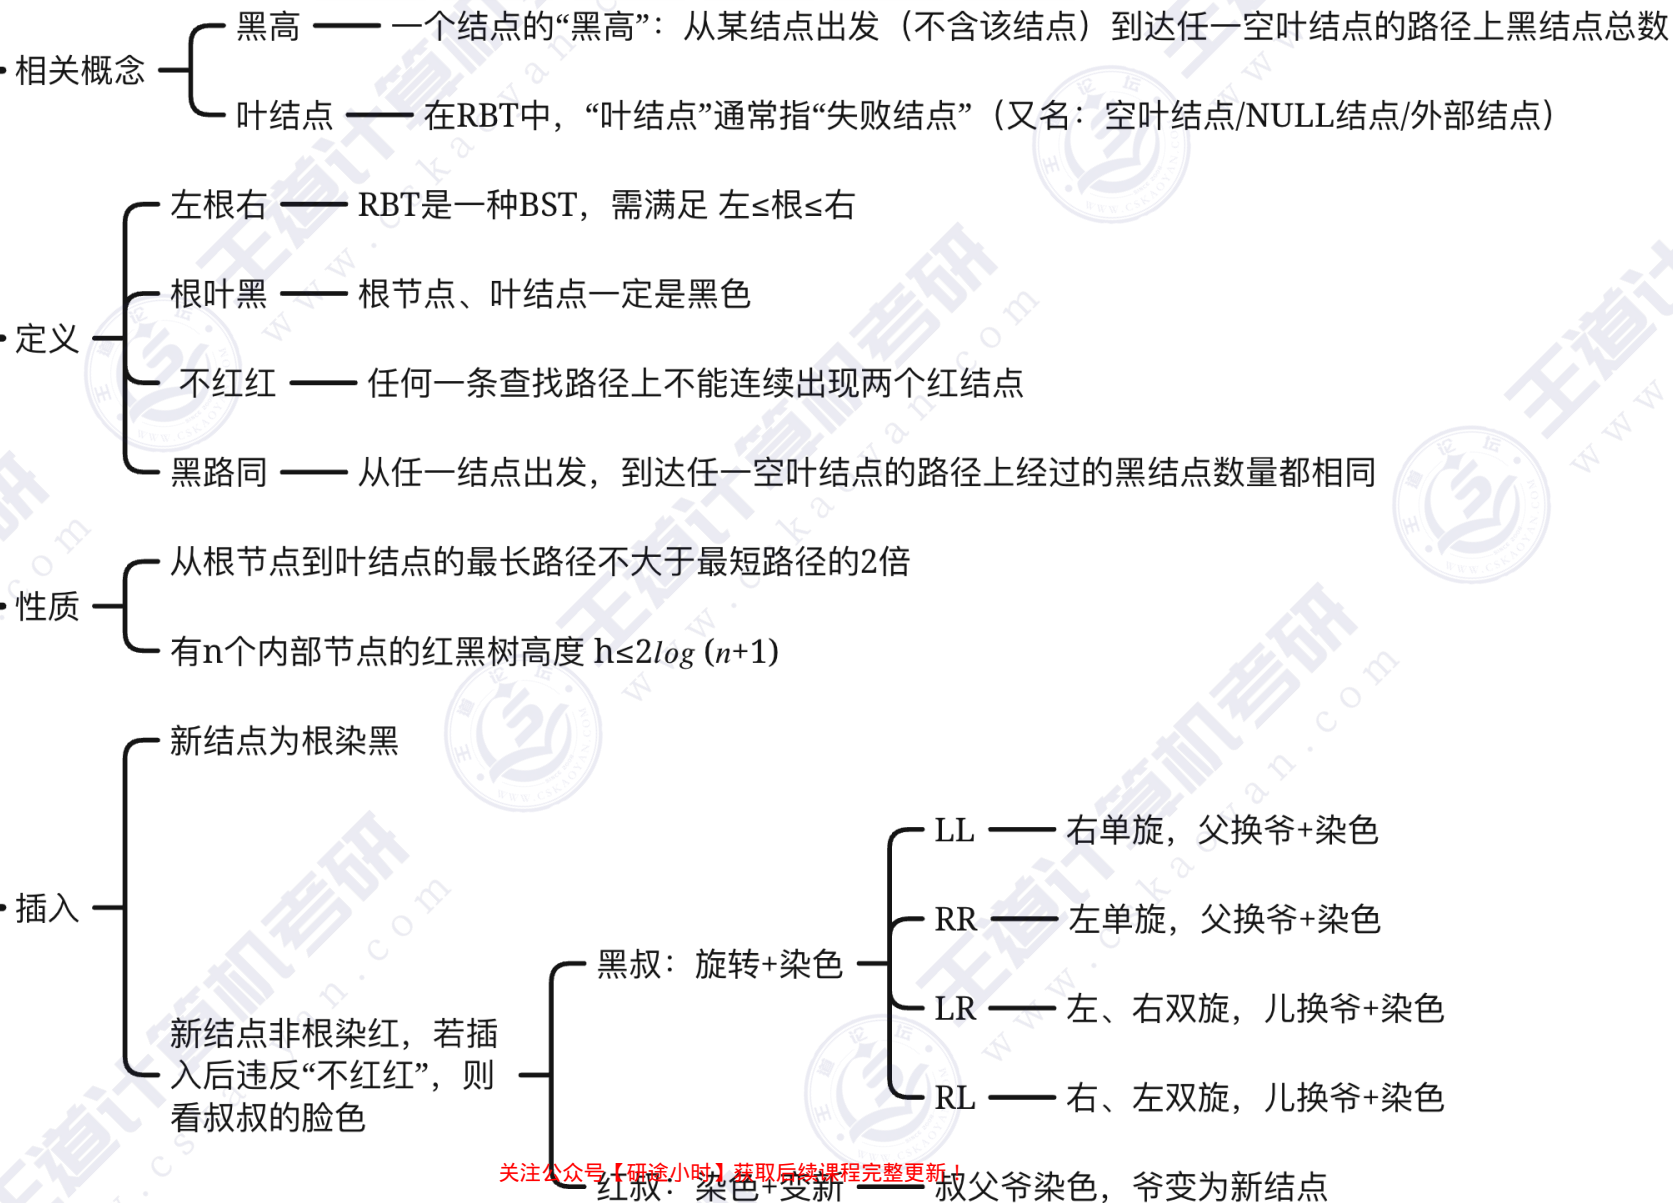 相关概念
黑高
一个结点的“黑高”：从某结点出发（不含该结点）到达任一空叶结点的路径上黑结点总数
叶结点
在RBT中，“叶结点”通常指“失败结点”（又名：空叶结点/NULL结点/外部结点）
定义
左根右
RBT是一种BST，需满足 左≤根≤右
根叶黑
根节点、叶结点一定是黑色
不红红
任何一条查找路径上不能连续出现两个红结点
黑路同
从任一结点出发，到达任一空叶结点的路径上经过的黑结点数量都相同
性质
从根节点到叶结点的最长路径不大于最短路径的2倍
有n个内部节点的红黑树高度 h≤2log (n+1)
插入
新结点为根染黑
新结点非根染红，若插
入后违反“不红红”，则
看叔叔的脸色
黑叔：旋转+染色
LL
右单旋，父换爷+染色
RR
左单旋，父换爷+染色
LR
左、右双旋，儿换爷+染色
RL
右、左双旋，儿换爷+染色
红叔：染色+变新
叔父爷染色，爷变为新结点
关注公众号【研途小时】获取后续课程完整更新！
王道计算机考研
www.cskaoyan.com